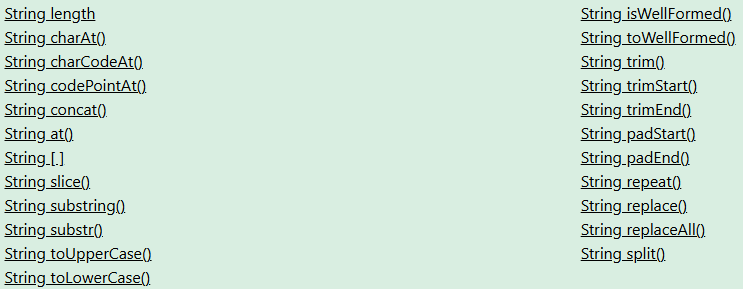 String length
String charAt()
String charCodeAt()
String codePointAt()
String concat()
String at()
String [ ]
String slice()
String substring()
String substr()
String toUpperCase()
String toLowerCase()
String isWellFormed()
String toWellFormed()
String trim()
String trimStart()
String trimEnd()
String padStart()
String padEnd()
String repeat()
String replace()
String replaceAll()
String split()